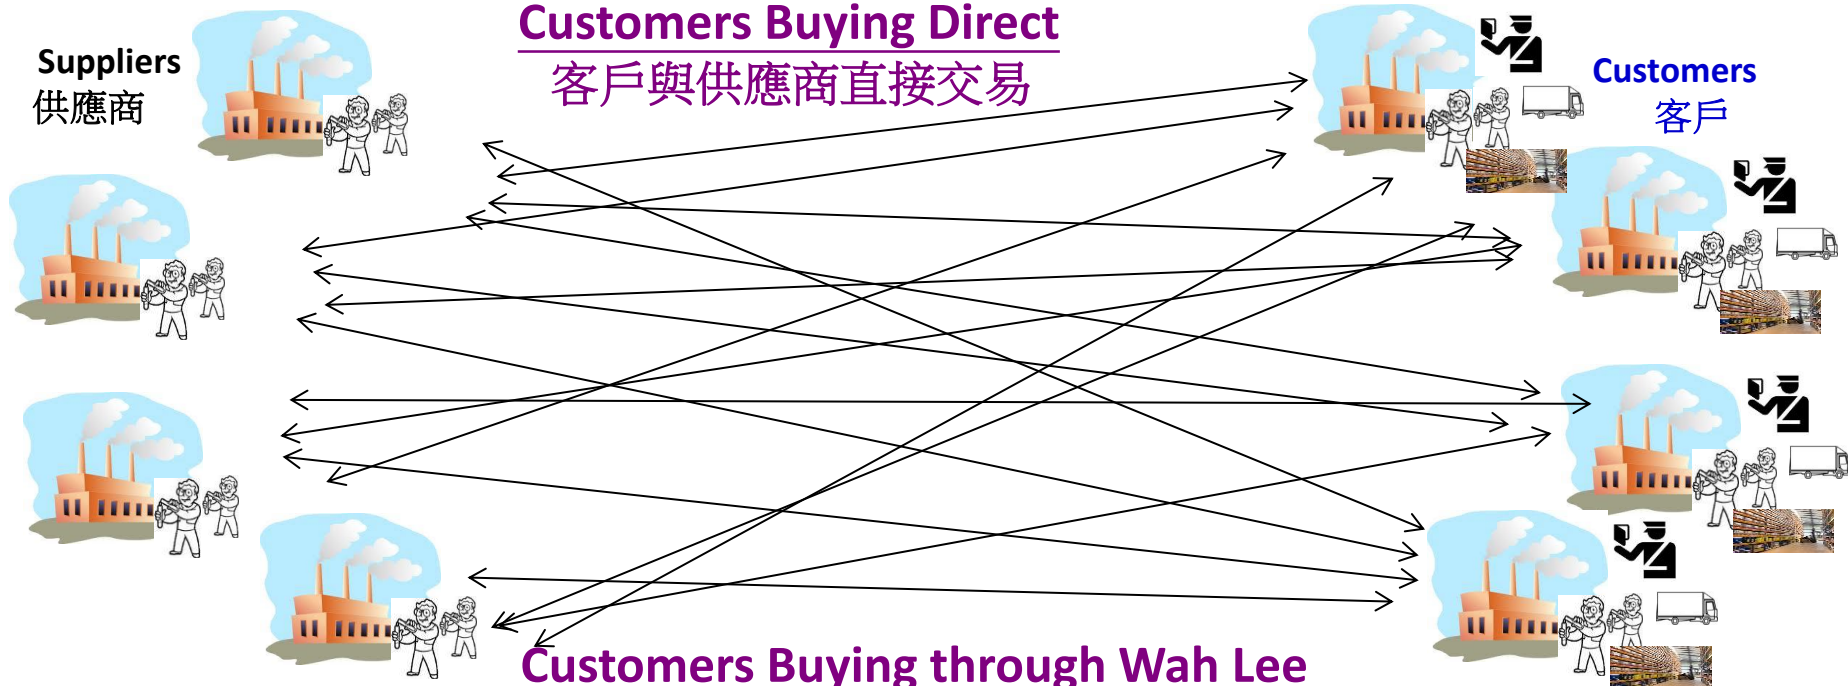 Customers Buying Direct
客戶與供應商直接交易
Suppliers
供應商
Customers
客戶
Customers Buying through Wah Lee